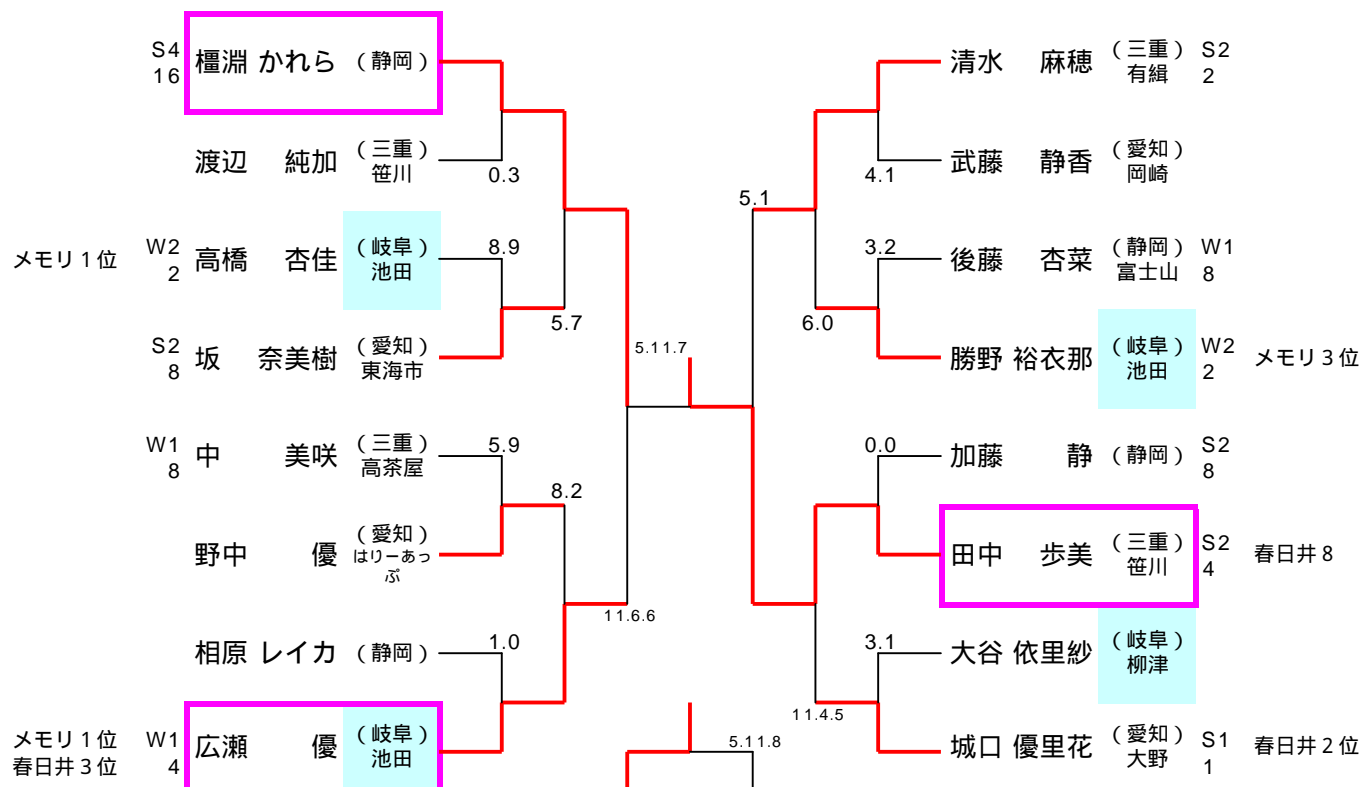 S4
16
橿淵 かれら (静岡)
渡辺 純加 (三重)
笹川
0.3
メモリ1位
W2
2
高橋 杏佳 (岐阜)
池田
8.9
S2
8
坂 奈美樹 (愛知)
東海市
5.7
W1
8
中 美咲 (三重)
高茶屋
5.9
8.2
野中 優 (愛知)
はりーあっ
ぷ
相原 レイカ (静岡)
1.0
11.6.6
メモリ1位
春日井3位
W1
4
広瀬 優 (岐阜)
池田
5.11.7
5.11.8
清水 麻穂 (三重)
有緝
S2
2
武藤 静香 (愛知)
岡崎
4.1
5.1
3.2
後藤 杏菜 (静岡)
富士山
W1
8
6.0
勝野 裕衣那 (岐阜)
池田
W2
2
メモリ3位
0.0
加藤 静 (静岡)
S2
8
田中 歩美 (三重)
笹川
S2
4
春日井8
3.1
大谷 依里紗 (岐阜)
柳津
11.4.5
城口 優里花 (愛知)
大野
S1
1
春日井2位